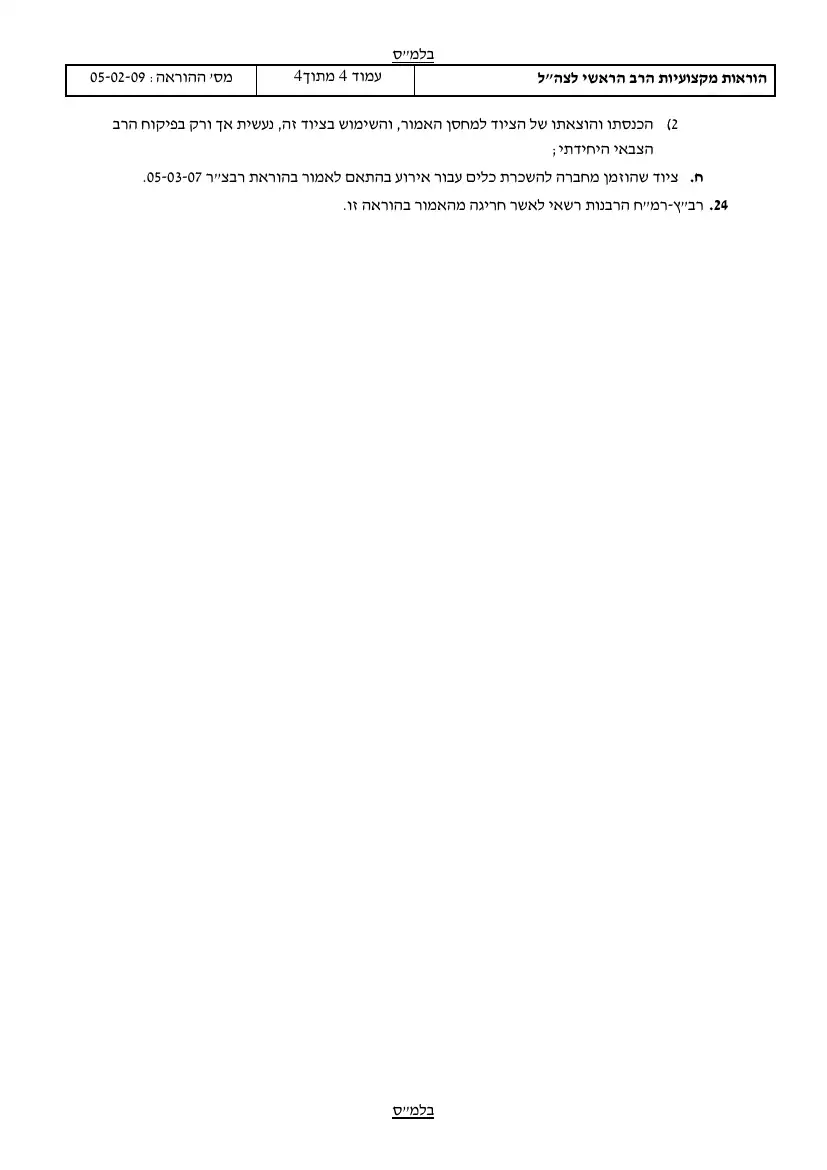 בלמ״ס
הוראות מקצועיות הרב הראשי לצה״ל עמוד 4 מתוך4 מס׳ ההוראה: 05-02-09
2) הכנסתו והוצאתו של הציוד למחסן האמור, והשימוש בציוד זה, נעשית אך ורק בפיקוח הרב
הצבאי היחידתי;
ח. ציוד שהוזמן מחברה להשכרת כלים עבור אירוע בהתאם לאמור בהוראת רבצ״ר 05-03-07.
24. רב״ץ-רמ״ח הרבנות רשאי לאשר חריגה מהאמור בהוראה זו.
בלמ״ס